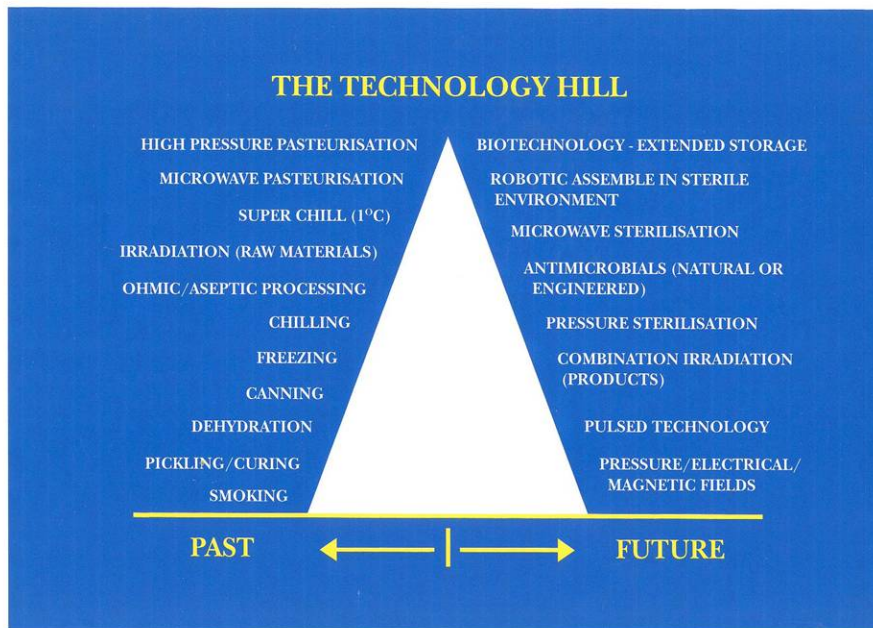 THE TECHNOLOGY HILL
HIGH PRESSURE PASTEURISATION
MICROWAVE PASTEURISATION
SUPER CHILL (1°C)
IRRADIATION (RAW MATERIALS)
OHMIC/ASEPTIC PROCESSING
CHILLING
FREEZING
CANNING
DEHYDRATION
PICKLING/CURING
SMOKING
BIOTECHNOLOGY - EXTENDED STORAGE
ROBOTIC ASSEMBLE IN STERILE
ENVIRONMENT
MICROWAVE STERILISATION
ANTIMICROBIALS (NATURAL OR
ENGINEERED)
PRESSURE STERILISATION
COMBINATION IRRADIATION
(PRODUCTS)
PULSED TECHNOLOGY
PRESSURE/ELECTRICAL/
MAGNETIC FIELDS
PAST
FUTURE